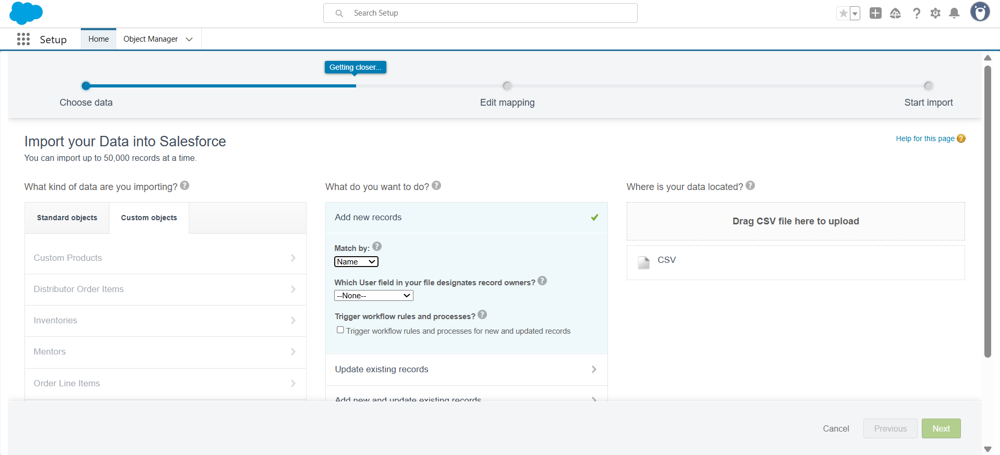 Search Setup
Setup
Home
Object Manager
Getting closer...
Choose data
Edit mapping
Start import
Import your Data into Salesforce
Help for this page
You can import up to 50,000 records at a time.
What kind of data are you importing?
Standard objects
Custom objects
Custom Products
Distributor Order Items
Inventories
Mentors
Order Line Items
What do you want to do?
Add new records
Match by:
Name
Which User field in your file designates record owners?
--None--
Trigger workflow rules and processes?
Trigger workflow rules and processes for new and updated records
Update existing records
Add new and update existing records
Where is your data located?
Drag CSV file here to upload
CSV
Cancel
Previous
Next